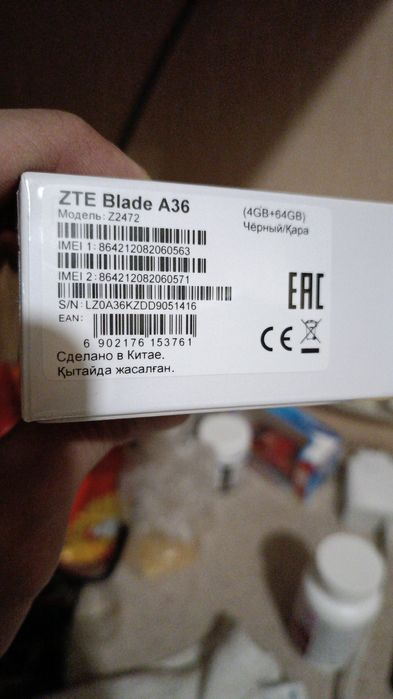 ZTE Blade A36
(4GB+64GB)
Модель: Z2472
Чёрный/Қара
IMEI 1: 864212082060563
IMEI 2: 864212082060571
S/N: LZ0A36KZDD9051416
EAN:
6 902176 153761
Сделано в Китае.
Қытайда жасалған.
EAC
CE